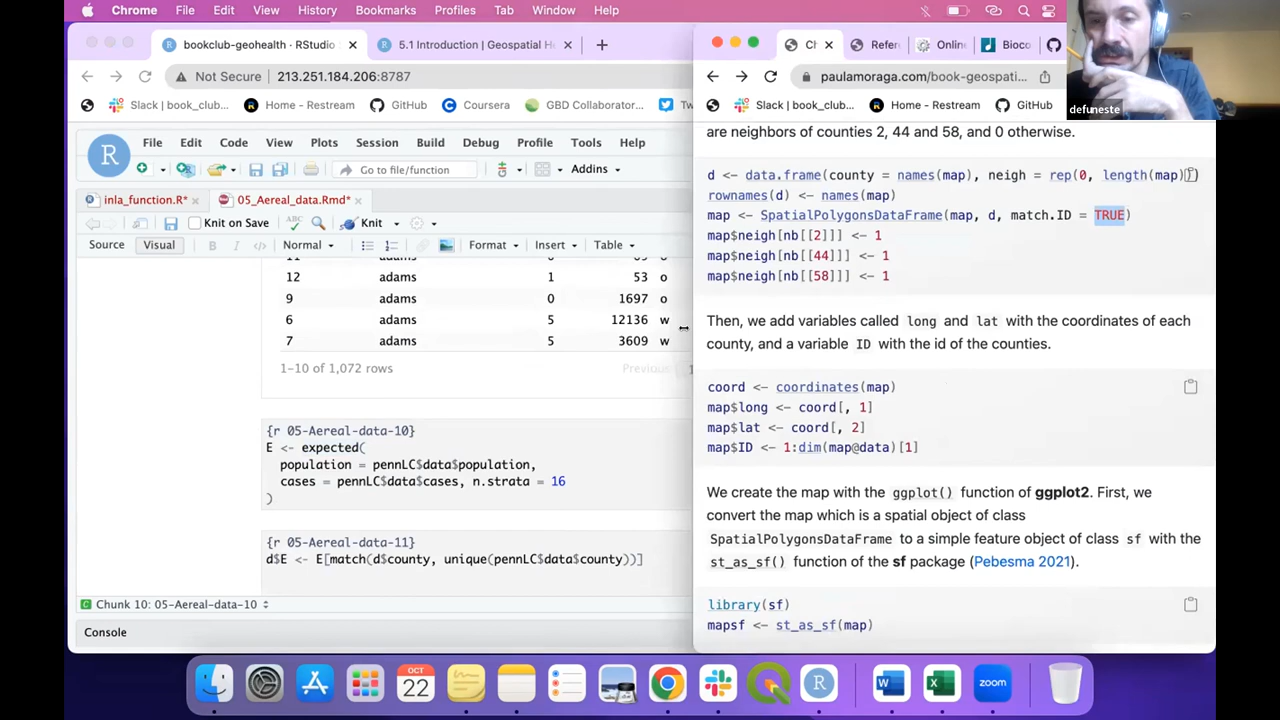 Chrome File Edit View History Bookmarks Profiles Tab Window Help
bookclub-geohealth · RStudio
5.1 Introduction | Geospatial H
Not Secure 213.251.184.206:8787
Slack | book_club... Home - Restream GitHub Coursera GBD Collaborator... Tw
File Edit Code View Plots Session Build Debug Profile Tools Help
Go to file/function Addins
inla_function.R* 05_Aereal_data.Rmd*
Knit on Save ABC Knit
Source Visual B I </> Normal Format Insert Table
12 adams 1 53 o
9 adams 0 1697 o
6 adams 5 12136 w
7 adams 5 3609 w
1–10 of 1,072 rows Previous
{r 05-Aereal-data-10}
E <- expected(
population = pennLC$data$population,
cases = pennLC$data$cases, n.strata = 16
)
{r 05-Aereal-data-11}
d$E <- E[match(d$county, unique(pennLC$data$county))]
C Chunk 10: 05-Aereal-data-10
Console
Ch Refer Onlin Bioco
paulamoraga.com/book-geospati...
Slack | book_club... Home - Restream GitHub
defuneste
are neighbors of counties 2, 44 and 58, and 0 otherwise.
d <- data.frame(county = names(map), neigh = rep(0, length(map)))
rownames(d) <- names(map)
map <- SpatialPolygonsDataFrame(map, d, match.ID = TRUE)
map$neigh[nb[[2]]] <- 1
map$neigh[nb[[44]]] <- 1
map$neigh[nb[[58]]] <- 1
Then, we add variables called long and lat with the coordinates of each
county, and a variable ID with the id of the counties.
coord <- coordinates(map)
map$long <- coord[, 1]
map$lat <- coord[, 2]
map$ID <- 1:dim(map@data)[1]
We create the map with the ggplot() function of ggplot2. First, we
convert the map which is a spatial object of class
SpatialPolygonsDataFrame to a simple feature object of class sf with the
st_as_sf() function of the sf package (Pebesma 2021).
library(sf)
mapsf <- st_as_sf(map)
OCT
22
zoom